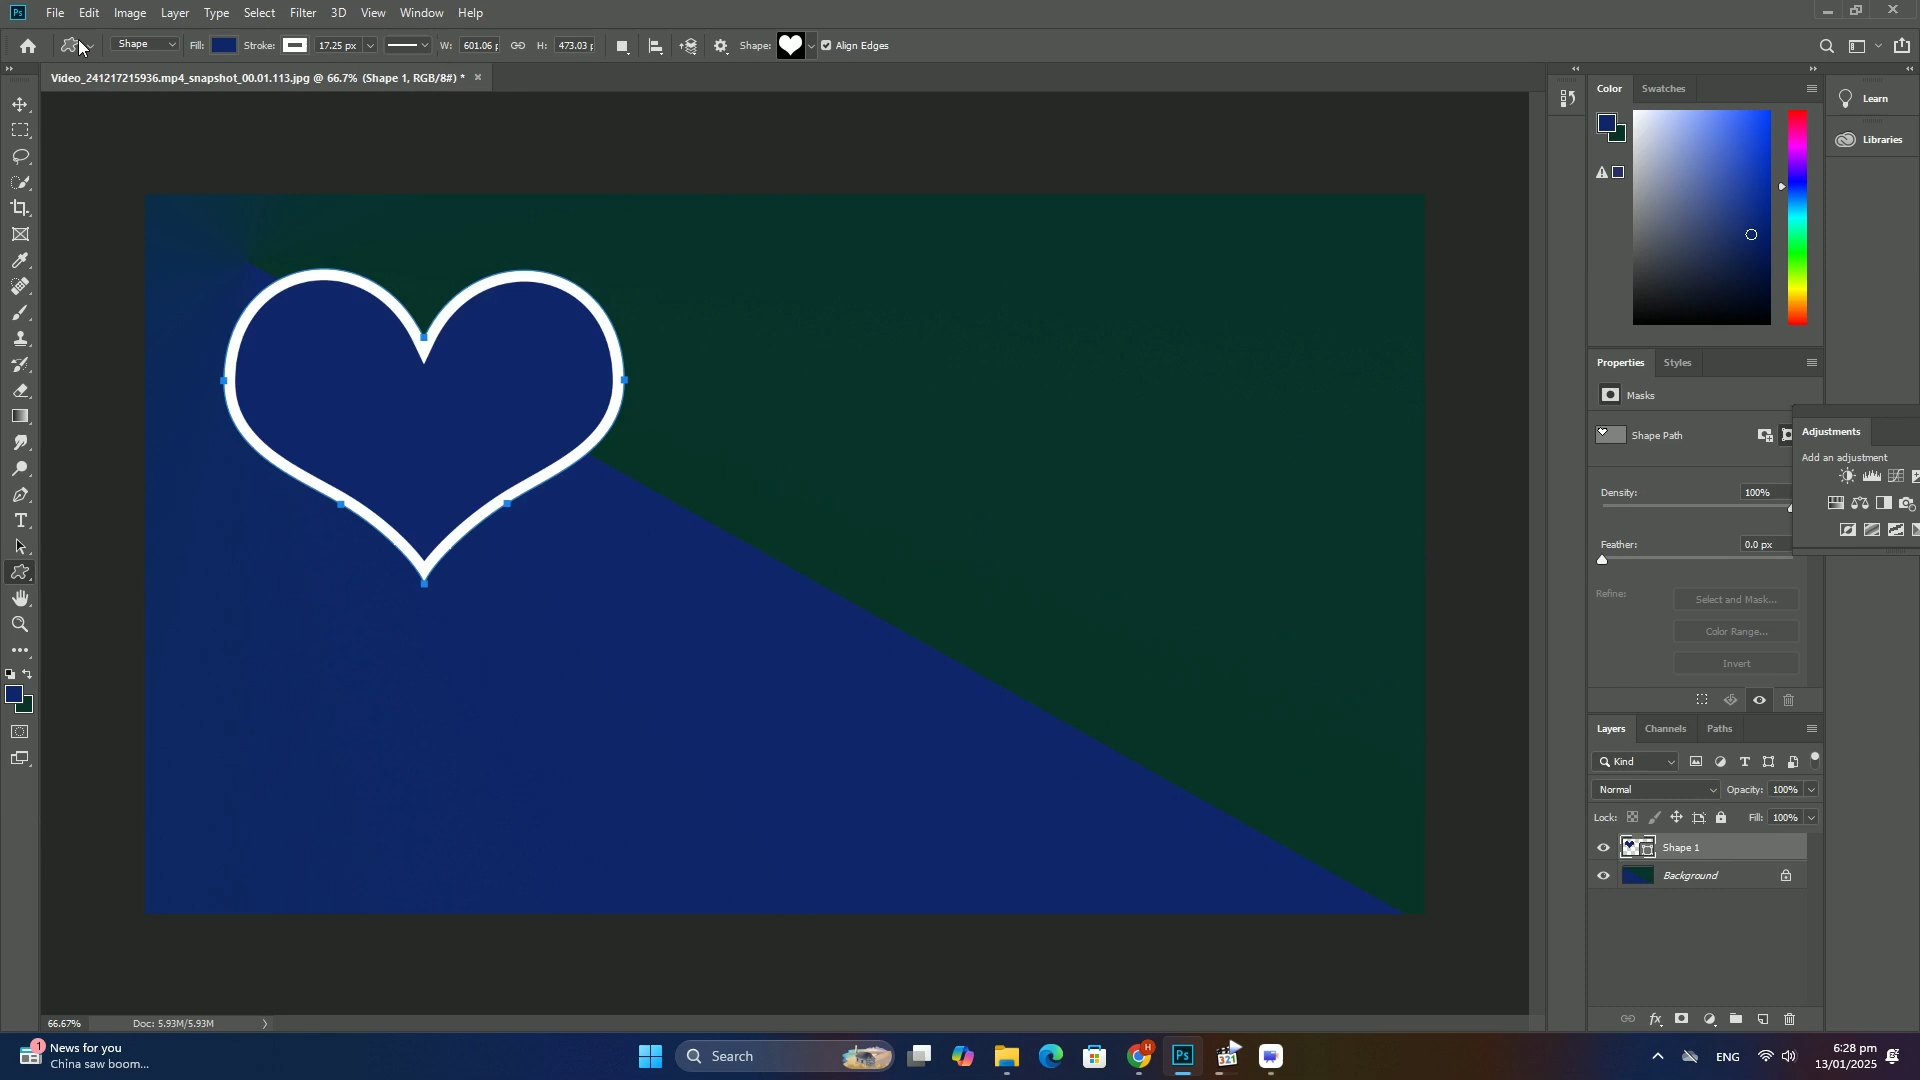 Ps File Edit Image Layer Type Select Filter 3D View Window Help
Shape Fill: Stroke: 17.25 px W: 601.06 p H: 473.03 p Shape: Align Edges
Video_241217215936.mp4_snapshot_00.01.113.jpg @ 66.7% (Shape 1, RGB/8#) *
Color Swatches
Learn
Libraries
Properties Styles
Masks
Shape Path
Adjustments
Add an adjustment
Density: 100%
Feather: 0.0 px
Refine:
Select and Mask...
Color Range...
Invert
Layers Channels Paths
Kind
Normal Opacity: 100%
Lock: Fill: 100%
Shape 1
Background
66.67% Doc: 5.93M/5.93M
1 News for you
China saw boom...
Search
H
Ps
321
ENG
6:28 pm
13/01/2025